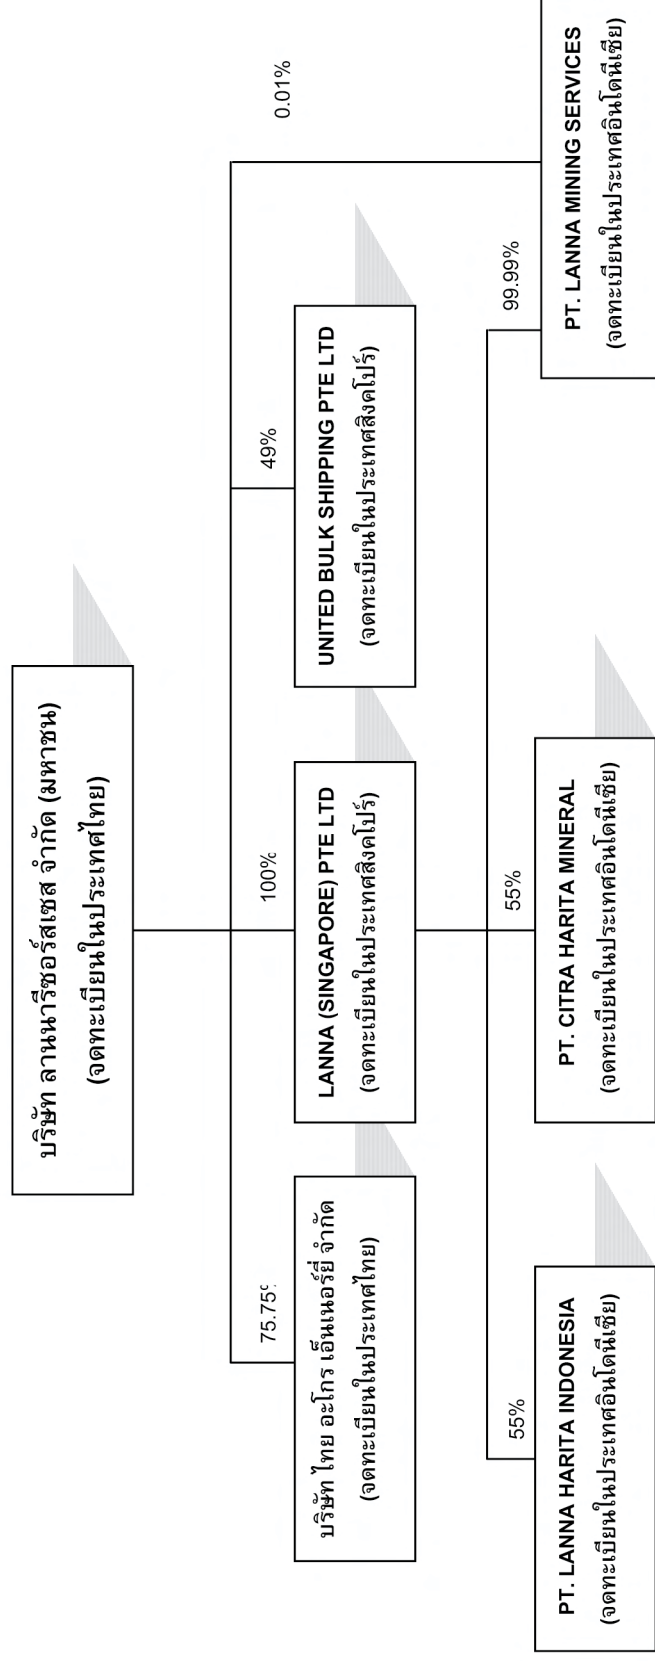 บริษัท ลานนารีซอร์สเซส จำกัด (มหาชน)
(จดทะเบียนในประเทศไทย)
75.75%
100%
49%
0.01%
บริษัท ไทย อะโกร เอ็นเนอร์ยี่ จำกัด
(จดทะเบียนในประเทศไทย)
LANNA (SINGAPORE) PTE LTD
(จดทะเบียนในประเทศสิงคโปร์)
UNITED BULK SHIPPING PTE LTD
(จดทะเบียนในประเทศสิงคโปร์)
55%
55%
99.99%
PT. LANNA HARITA INDONESIA
(จดทะเบียนในประเทศอินโดนีเซีย)
PT. CITRA HARITA MINERAL
(จดทะเบียนในประเทศอินโดนีเซีย)
PT. LANNA MINING SERVICES
(จดทะเบียนในประเทศอินโดนีเซีย)